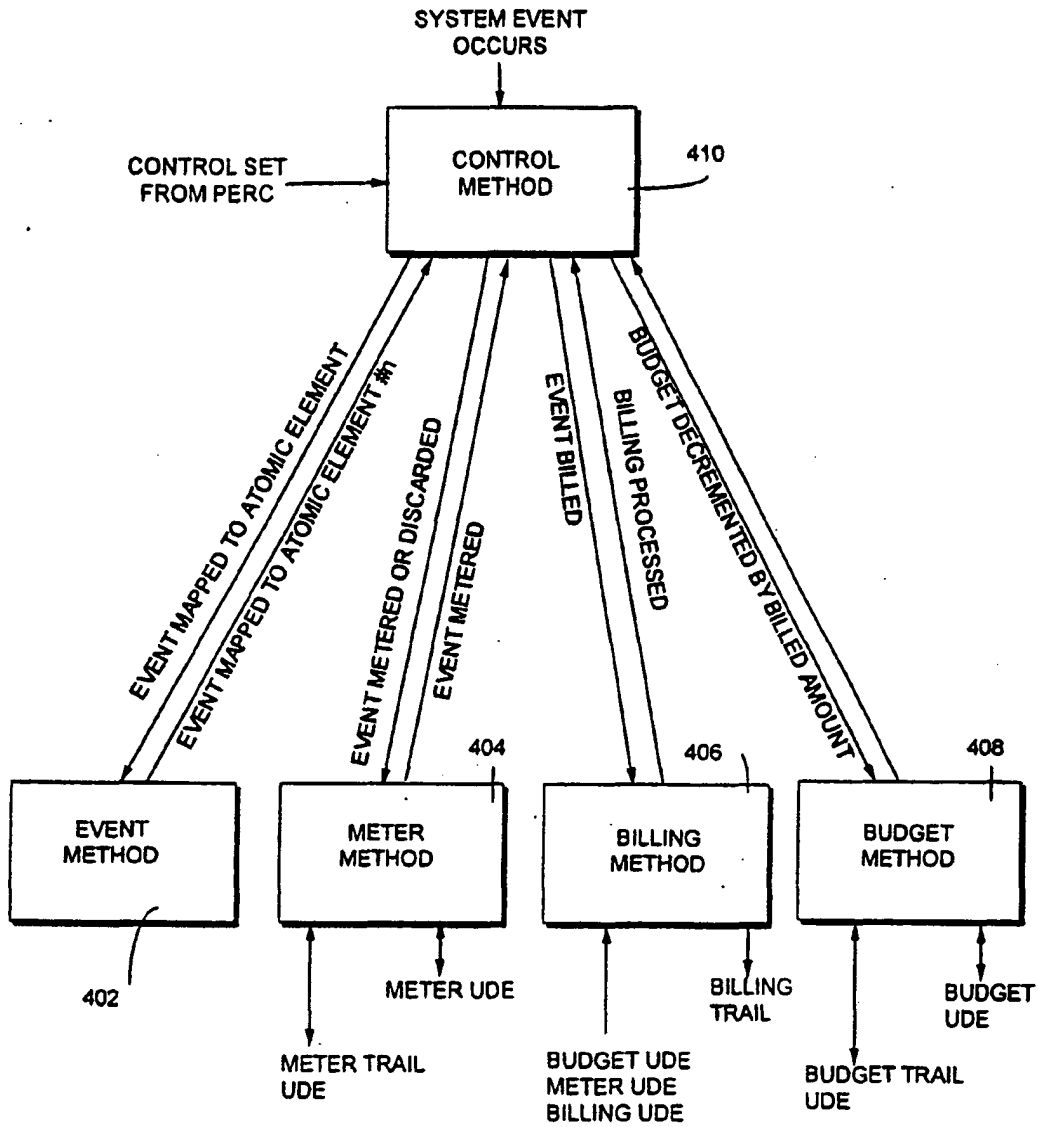 SYSTEM EVENT
OCCURS
CONTROL SET
FROM PERC
CONTROL
METHOD
410
EVENT MAPPED TO ATOMIC ELEMENT
EVENT MAPPED TO ATOMIC ELEMENT #n
EVENT METERED OR DISCARDED
EVENT METERED
EVENT BILLED
BILLING PROCESSED
BUDGET DECREMENTED BY BILLED AMOUNT
404
406
408
EVENT
METHOD
METER
METHOD
BILLING
METHOD
BUDGET
METHOD
402
METER UDE
METER TRAIL
UDE
BILLING
TRAIL
BUDGET UDE
METER UDE
BILLING UDE
BUDGET
UDE
BUDGET TRAIL
UDE